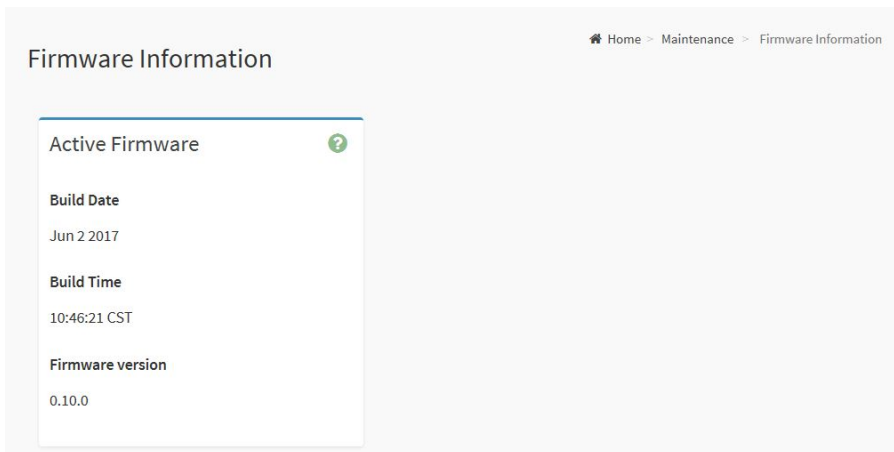 Home > Maintenance > Firmware Information
Firmware Information
Active Firmware
Build Date
Jun 2 2017
Build Time
10:46:21 CST
Firmware version
0.10.0